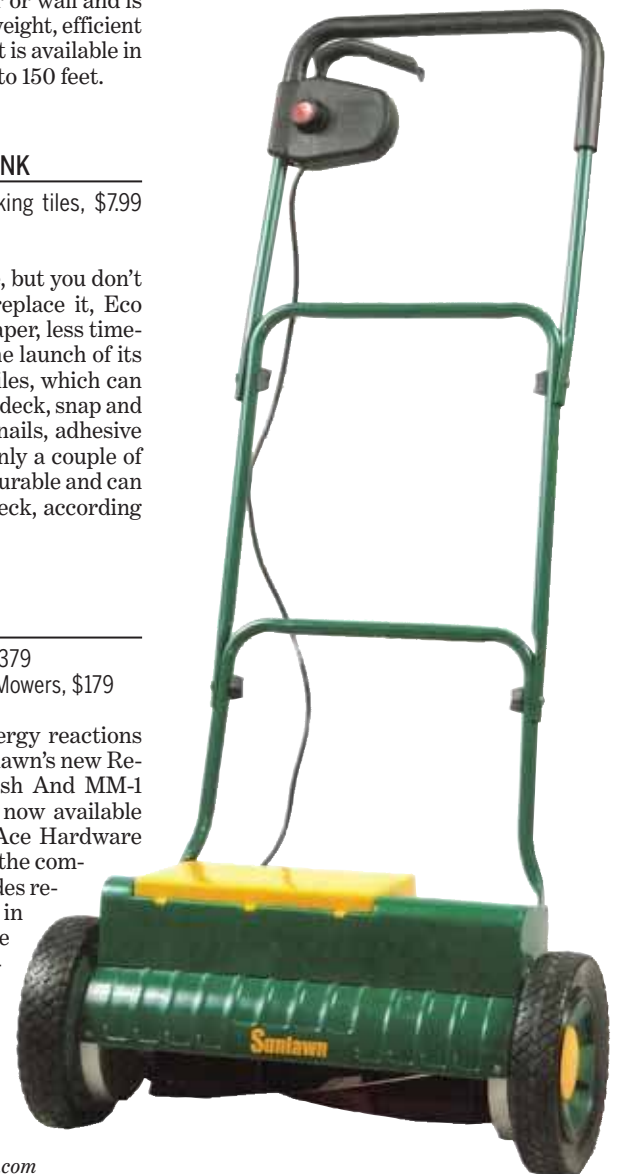 or wall and is
weight, efficient
t is available in
to 150 feet.
NK
king tiles, $7.99
, but you don't
replace it, Eco
aper, less time-
he launch of its
iles, which can
deck, snap and
nails, adhesive
nly a couple of
urable and can
eck, according
379
Mowers, $179
ergy reactions
lawn's new Re-
sh And MM-1
now available
Ace Hardware
the com-
des re-
in
e
Sunlawn
.com